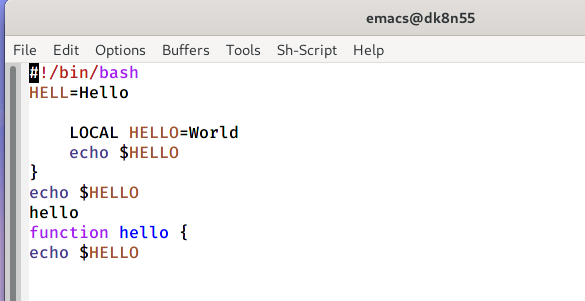 emacs@dk8n55
File Edit Options Buffers Tools Sh-Script Help
#!/bin/bash
HELL=Hello
    LOCAL HELLO=World
    echo $HELLO
}
echo $HELLO
hello
function hello {
echo $HELLO